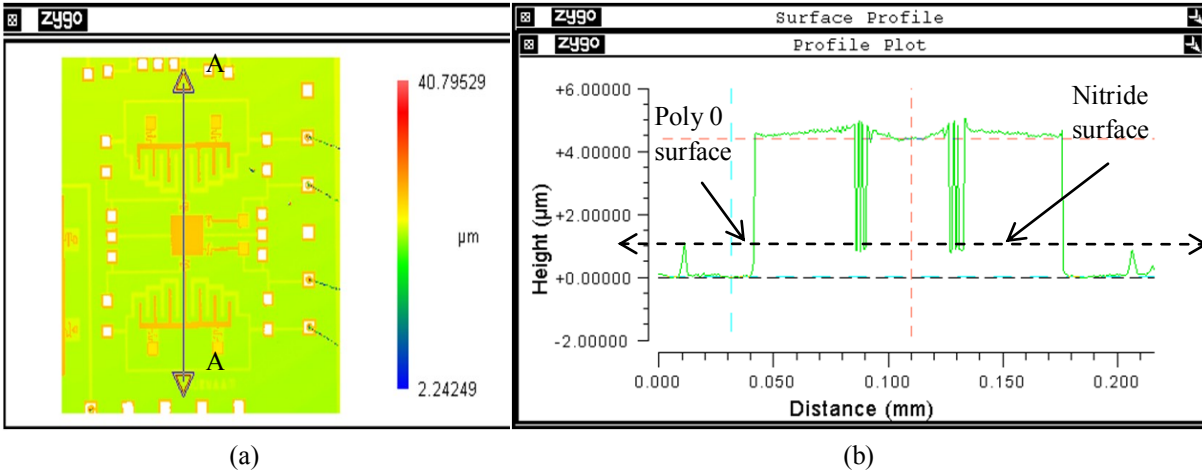 zygo
A
40.79529
µm
2.24249
A
(a)
zygo
Surface Profile
zygo
Profile Plot
+6.00000
+4.00000
+2.00000
+0.00000
-2.00000
Height (µm)
Poly 0
surface
Nitride
surface
0.000 0.050 0.100 0.150 0.200
Distance (mm)
(b)